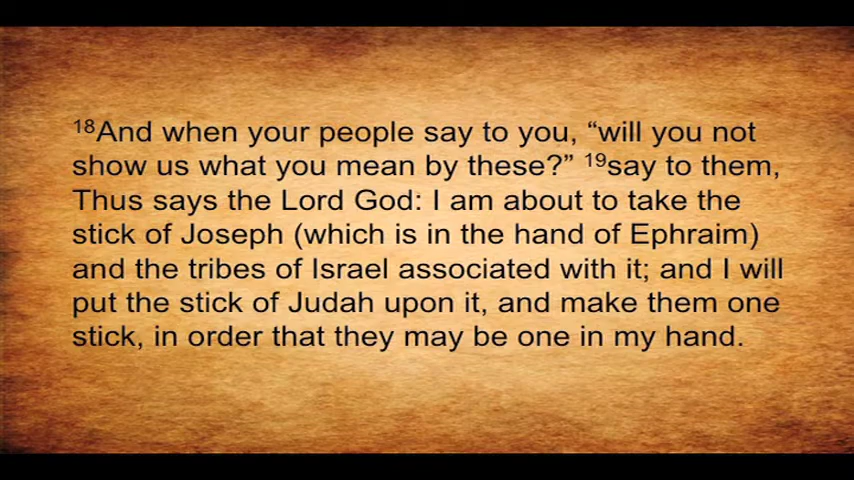 18And when your people say to you, “will you not
show us what you mean by these?” 19say to them,
Thus says the Lord God: I am about to take the
stick of Joseph (which is in the hand of Ephraim)
and the tribes of Israel associated with it; and I will
put the stick of Judah upon it, and make them one
stick, in order that they may be one in my hand.